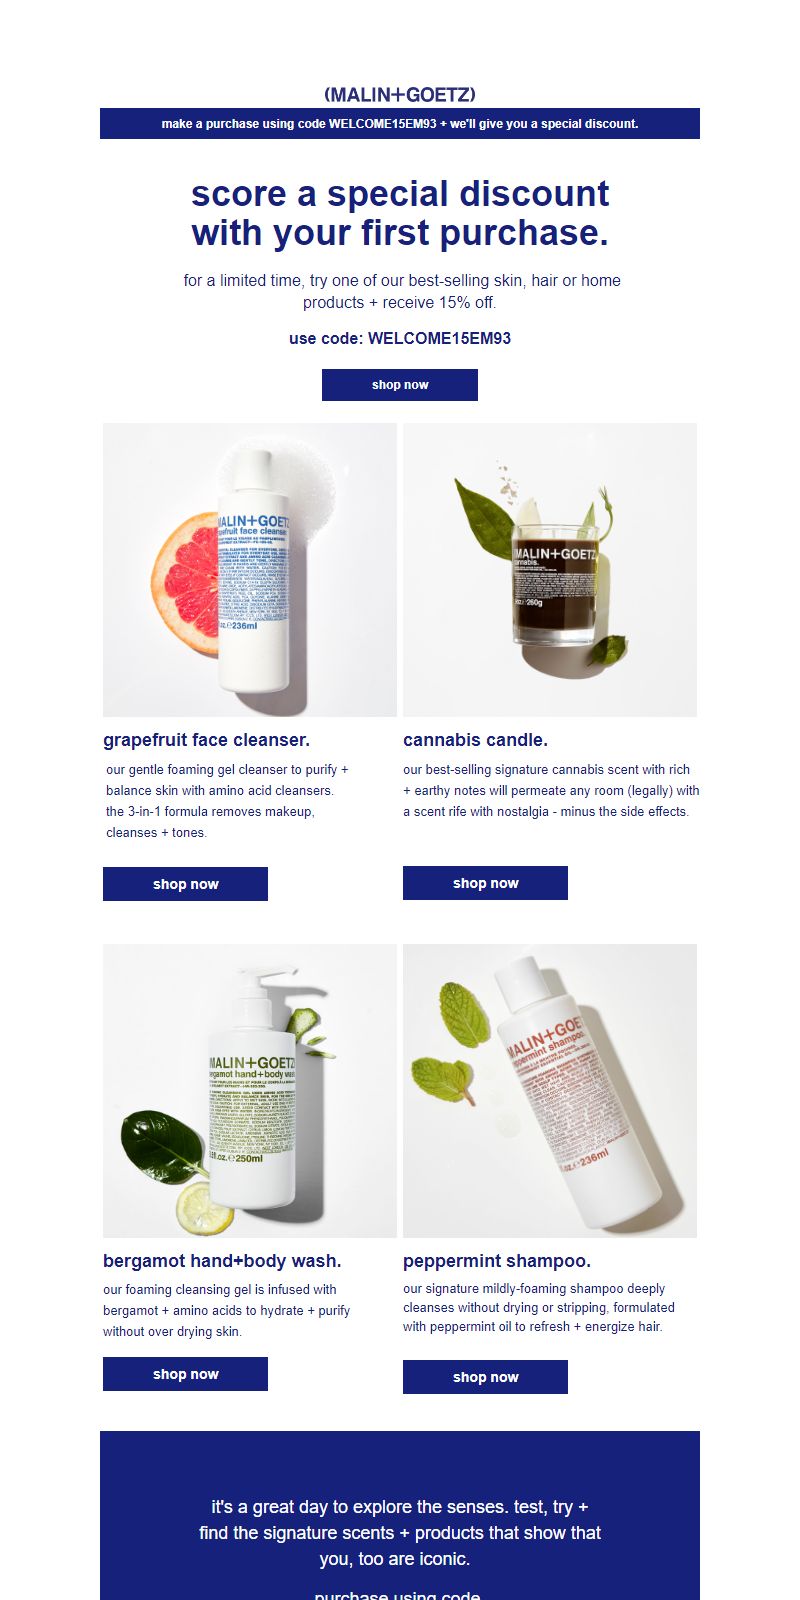 (MALIN+GOETZ)
make a purchase using code WELCOME15EM93 + we'll give you a special discount.
score a special discount
with your first purchase.
for a limited time, try one of our best-selling skin, hair or home
products + receive 15% off.
use code: WELCOME15EM93
shop now
MALIN+GOETZ
grapefruit face cleanser
236ml
MALIN+GOETZ
cannabis.
260g
grapefruit face cleanser.
our gentle foaming gel cleanser to purify +
balance skin with amino acid cleansers.
the 3-in-1 formula removes makeup,
cleanses + tones.
shop now
cannabis candle.
our best-selling signature cannabis scent with rich
+ earthy notes will permeate any room (legally) with
a scent rife with nostalgia - minus the side effects.
shop now
MALIN+GOETZ
bergamot hand+body wash
fl.oz. ℮ 250ml
MALIN+GOETZ
peppermint shampoo.
oz. ℮ 236ml
bergamot hand+body wash.
our foaming cleansing gel is infused with
bergamot + amino acids to hydrate + purify
without over drying skin.
shop now
peppermint shampoo.
our signature mildly-foaming shampoo deeply
cleanses without drying or stripping, formulated
with peppermint oil to refresh + energize hair.
shop now
it's a great day to explore the senses. test, try +
find the signature scents + products that show that
you, too are iconic.
purchase using code